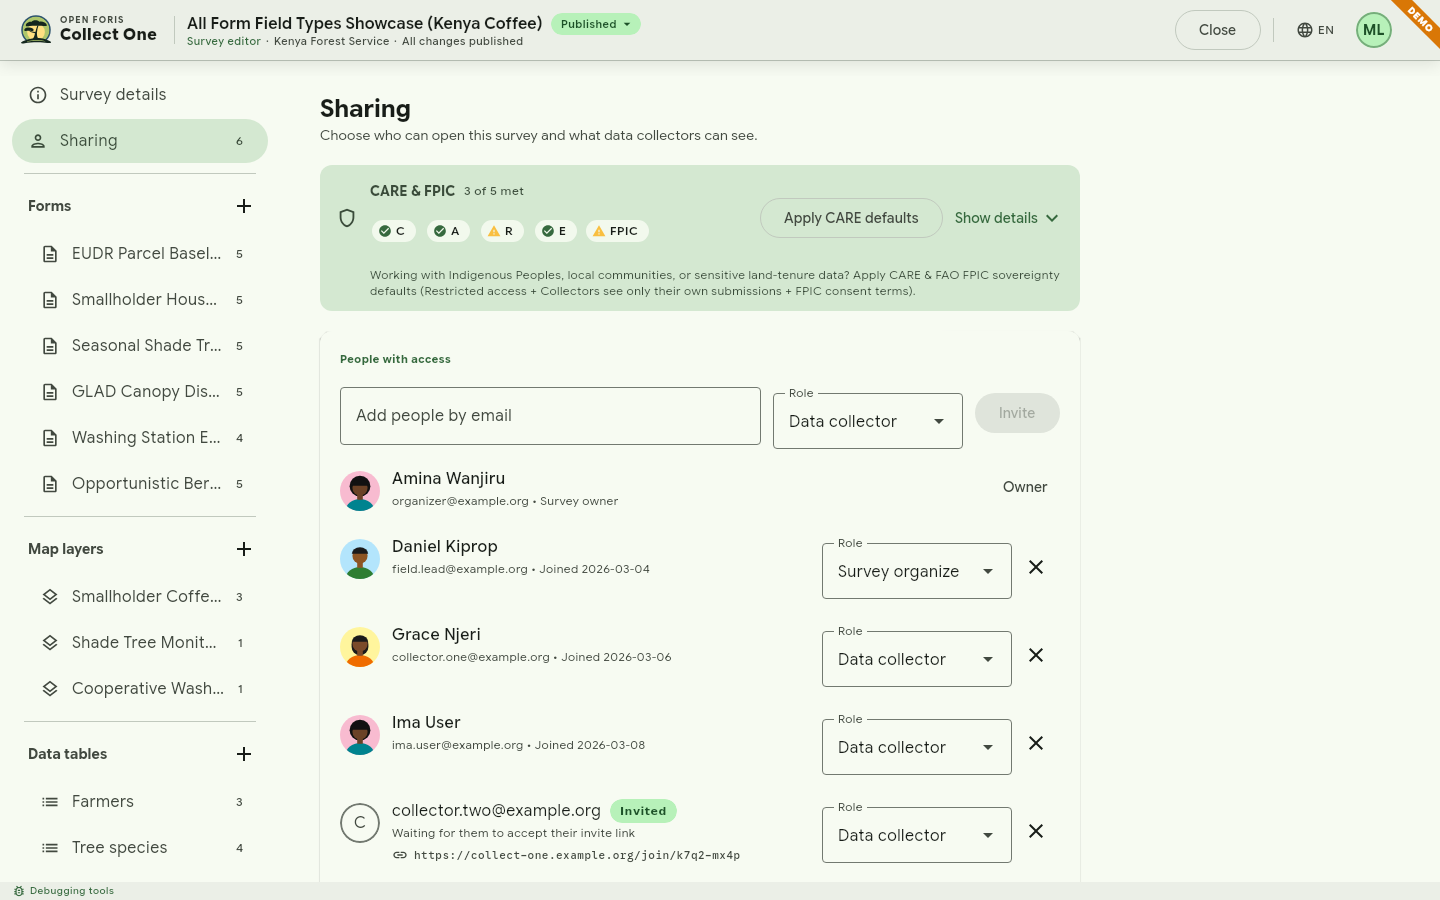 OPEN FORIS
Collect One
All Form Field Types Showcase (Kenya Coffee) Published
Survey editor · Kenya Forest Service · All changes published
Close
EN
ML
DEMO
Survey details
Sharing 6
Forms
EUDR Parcel Basel... 5
Smallholder Hous... 5
Seasonal Shade Tr... 5
GLAD Canopy Dis... 5
Washing Station E... 4
Opportunistic Ber... 5
Map layers
Smallholder Coffe... 3
Shade Tree Monit... 1
Cooperative Wash... 1
Data tables
Farmers 3
Tree species 4
Sharing
Choose who can open this survey and what data collectors can see.
CARE & FPIC 3 of 5 met
C A R E FPIC
Apply CARE defaults
Show details
Working with Indigenous Peoples, local communities, or sensitive land-tenure data? Apply CARE & FAO FPIC sovereignty
defaults (Restricted access + Collectors see only their own submissions + FPIC consent terms).
People with access
Add people by email
Role
Data collector
Invite
Amina Wanjiru
organizer@example.org • Survey owner
Owner
Daniel Kiprop
field.lead@example.org • Joined 2026-03-04
Role
Survey organize
Grace Njeri
collector.one@example.org • Joined 2026-03-06
Role
Data collector
Ima User
ima.user@example.org • Joined 2026-03-08
Role
Data collector
C
collector.two@example.org Invited
Waiting for them to accept their invite link
https://collect-one.example.org/join/k7q2-mx4p
Role
Data collector
Debugging tools